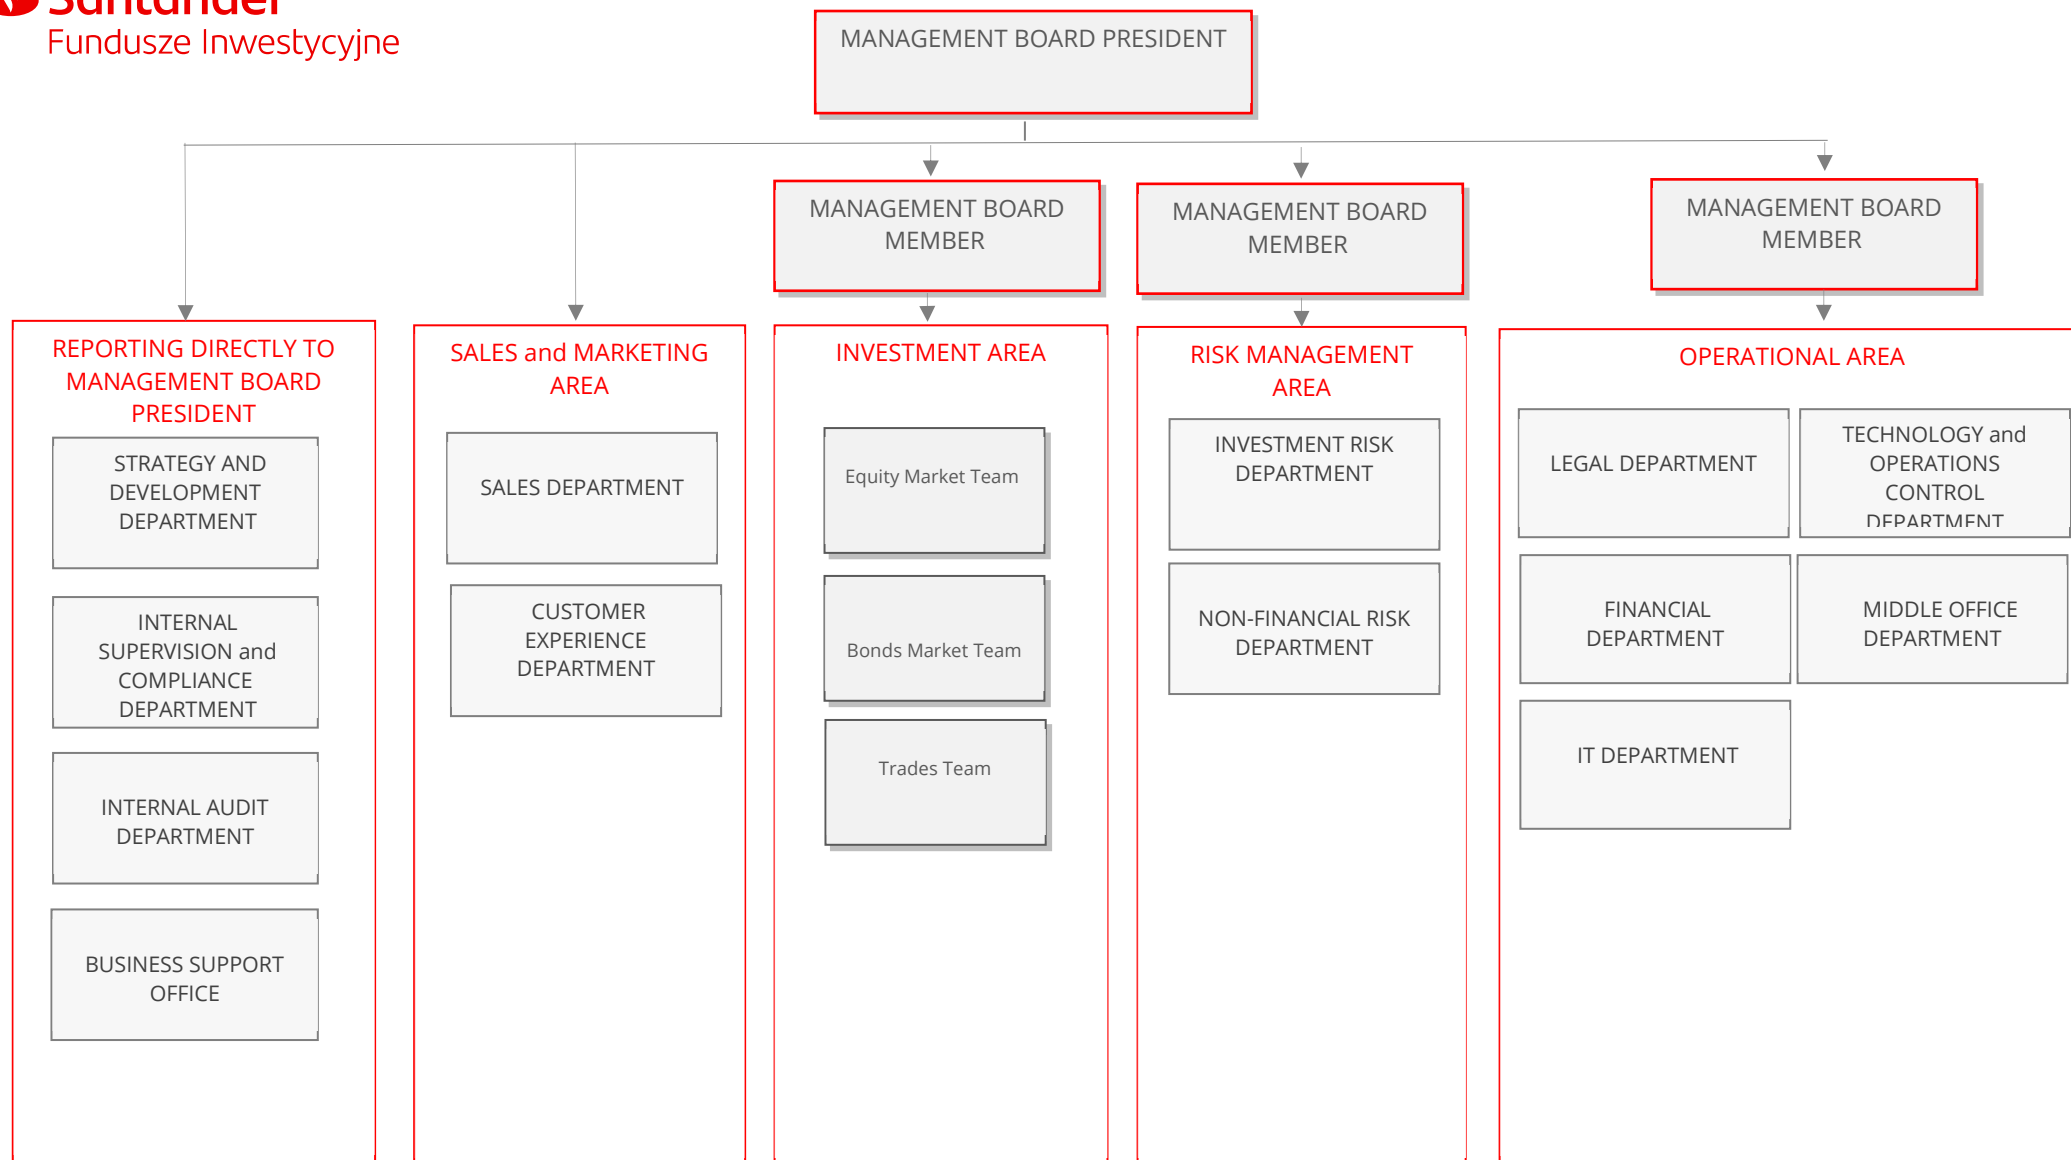 Santander
Fundusze Inwestycyjne
MANAGEMENT BOARD PRESIDENT
MANAGEMENT BOARD
MEMBER
MANAGEMENT BOARD
MEMBER
MANAGEMENT BOARD
MEMBER
REPORTING DIRECTLY TO
MANAGEMENT BOARD
PRESIDENT
STRATEGY AND
DEVELOPMENT
DEPARTMENT
INTERNAL
SUPERVISION and
COMPLIANCE
DEPARTMENT
INTERNAL AUDIT
DEPARTMENT
BUSINESS SUPPORT
OFFICE
SALES and MARKETING
AREA
SALES DEPARTMENT
CUSTOMER
EXPERIENCE
DEPARTMENT
INVESTMENT AREA
Equity Market Team
Bonds Market Team
Trades Team
RISK MANAGEMENT
AREA
INVESTMENT RISK
DEPARTMENT
NON-FINANCIAL RISK
DEPARTMENT
OPERATIONAL AREA
LEGAL DEPARTMENT
TECHNOLOGY and
OPERATIONS
CONTROL
DEPARTMENT
FINANCIAL
DEPARTMENT
MIDDLE OFFICE
DEPARTMENT
IT DEPARTMENT